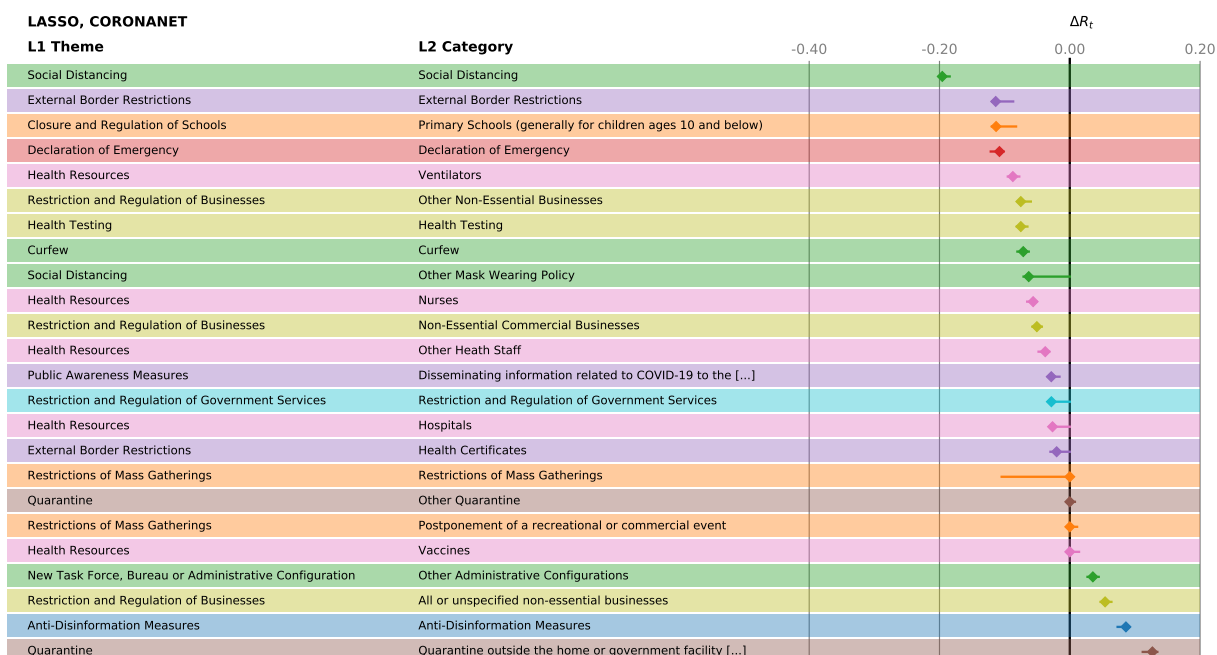 LASSO, CORONANET ΔRt
L1 Theme L2 Category -0.40 -0.20 0.00 0.20
Social Distancing Social Distancing
External Border Restrictions External Border Restrictions
Closure and Regulation of Schools Primary Schools (generally for children ages 10 and below)
Declaration of Emergency Declaration of Emergency
Health Resources Ventilators
Restriction and Regulation of Businesses Other Non-Essential Businesses
Health Testing Health Testing
Curfew Curfew
Social Distancing Other Mask Wearing Policy
Health Resources Nurses
Restriction and Regulation of Businesses Non-Essential Commercial Businesses
Health Resources Other Heath Staff
Public Awareness Measures Disseminating information related to COVID-19 to the [...]
Restriction and Regulation of Government Services Restriction and Regulation of Government Services
Health Resources Hospitals
External Border Restrictions Health Certificates
Restrictions of Mass Gatherings Restrictions of Mass Gatherings
Quarantine Other Quarantine
Restrictions of Mass Gatherings Postponement of a recreational or commercial event
Health Resources Vaccines
New Task Force, Bureau or Administrative Configuration Other Administrative Configurations
Restriction and Regulation of Businesses All or unspecified non-essential businesses
Anti-Disinformation Measures Anti-Disinformation Measures
Quarantine Quarantine outside the home or government facility [...]